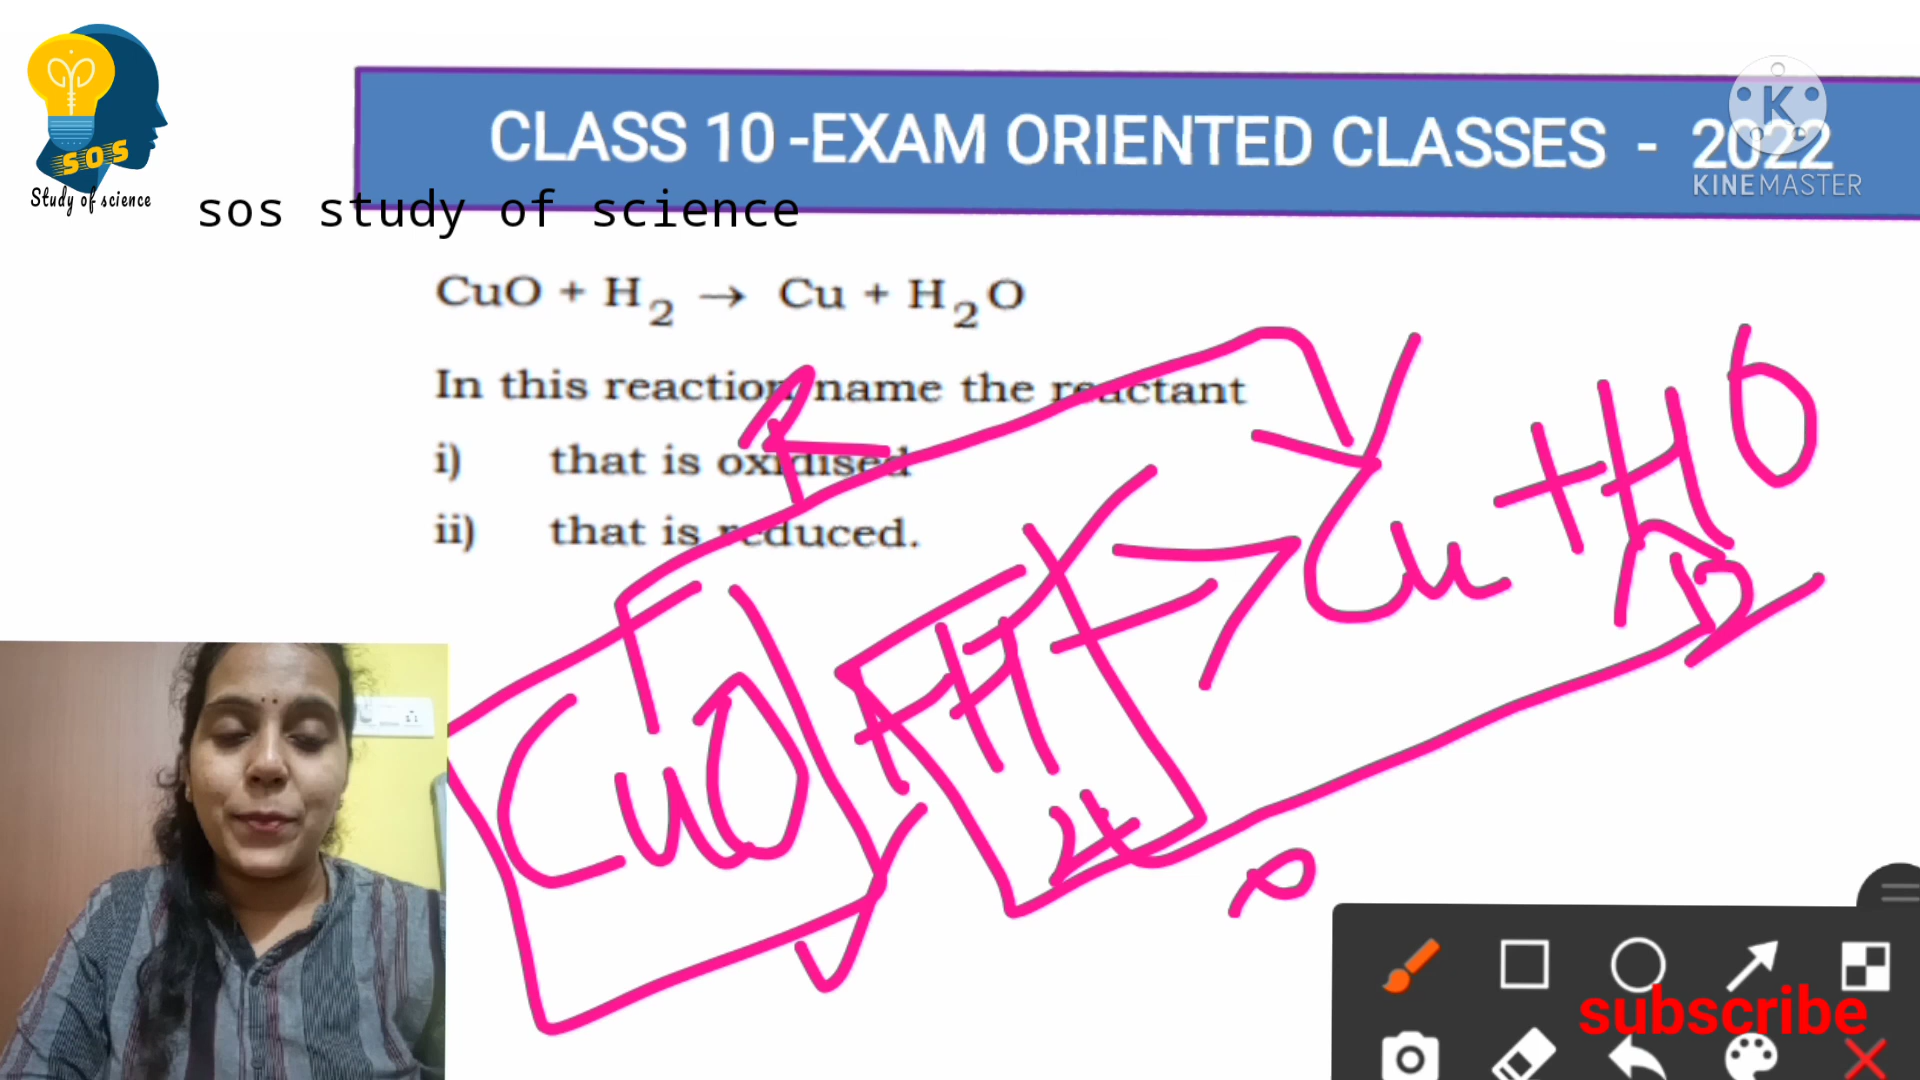 SOS
Study of science
CLASS 10 -EXAM ORIENTED CLASSES - 2022
KINEMASTER
sos study of science
CuO + H2 → Cu + H2O
In this reaction name the reactant
i) that is oxidised
ii) that is reduced.
R
CuO + H2 → Cu + H2O
subscribe